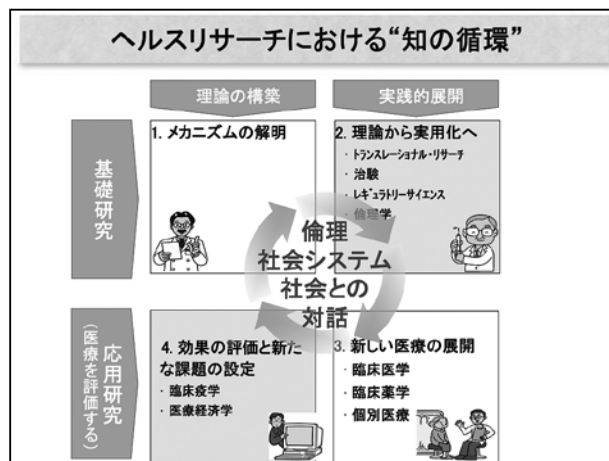 ヘルスリサーチにおける“知の循環”
理論の構築
実践的展開
基礎研究
1. メカニズムの解明
2. 理論から実用化へ
・トランスレーショナル・リサーチ
・治験
・レギュラトリーサイエンス
・倫理学
倫理
社会システム
社会との
対話
応用研究
(医療を評価する)
4. 効果の評価と新た
な課題の設定
・臨床疫学
・医療経済学
3. 新しい医療の展開
・臨床医学
・臨床薬学
・個別医療